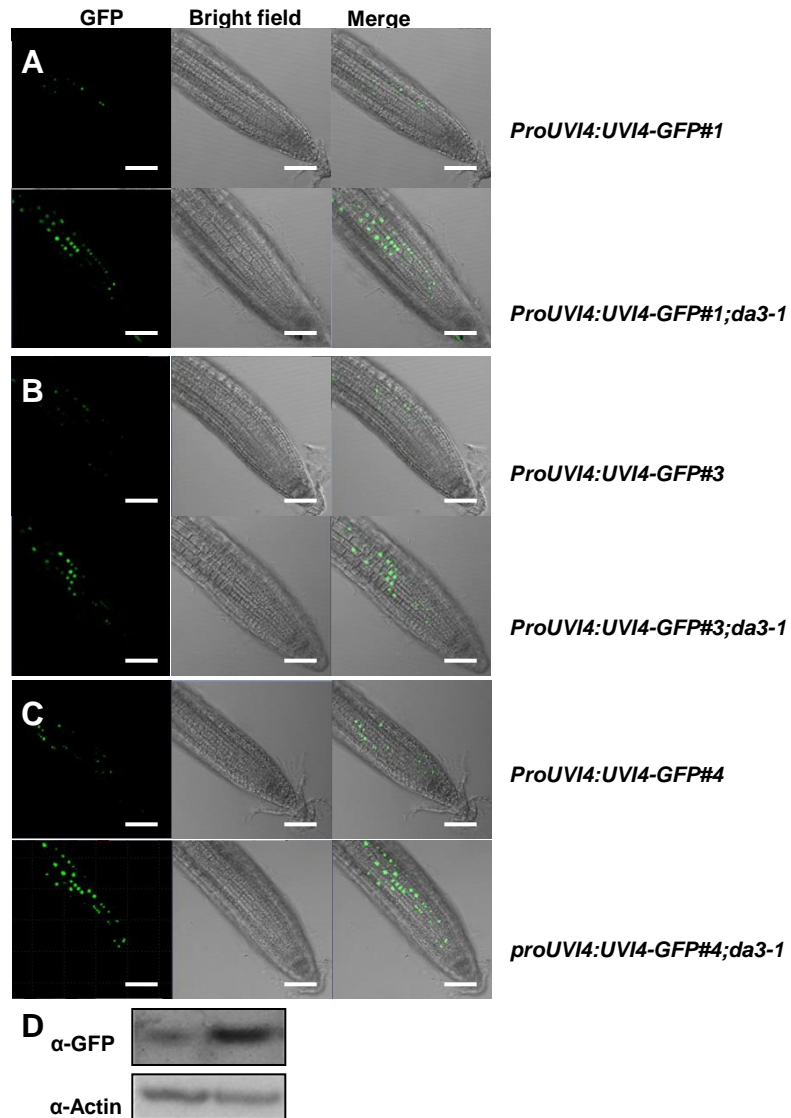 GFP Bright field Merge
A
ProUVI4:UVI4-GFP#1
ProUVI4:UVI4-GFP#1;da3-1
B
ProUVI4:UVI4-GFP#3
ProUVI4:UVI4-GFP#3;da3-1
C
ProUVI4:UVI4-GFP#4
proUVI4:UVI4-GFP#4;da3-1
D
α-GFP
α-Actin